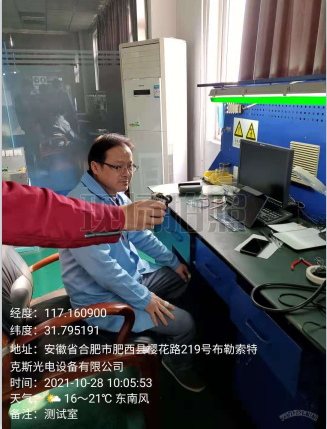 经度：117.160900
纬度：31.795191
地址：安徽省合肥市肥西县樱花路219号布勒索特
克斯光电设备有限公司
时间：2021-10-28 10:05:53
天气：🌤 16～21℃ 东南风
备注：测试室